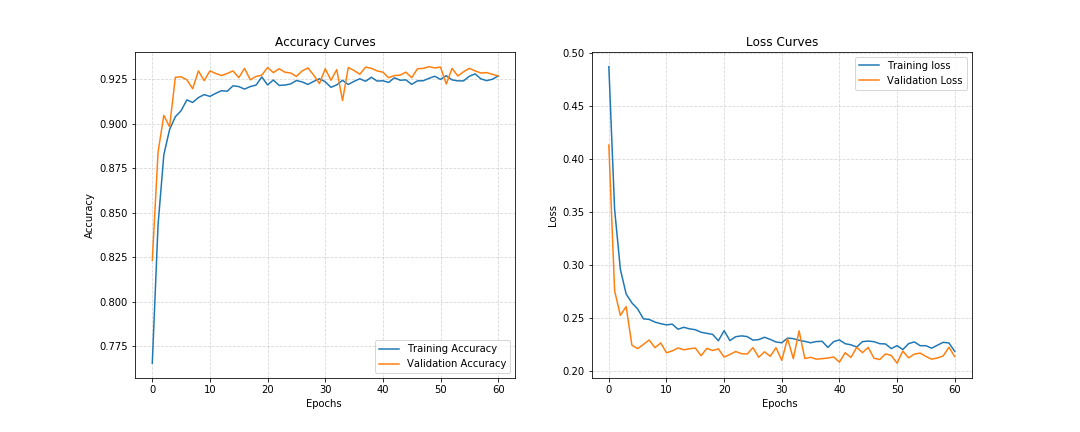 Accuracy Curves
Accuracy
0.925
0.900
0.875
0.850
0.825
0.800
0.775
0
10
20
30
40
50
60
Epochs
Training Accuracy
Validation Accuracy
Loss Curves
Loss
0.50
0.45
0.40
0.35
0.30
0.25
0.20
0
10
20
30
40
50
60
Epochs
Training loss
Validation Loss